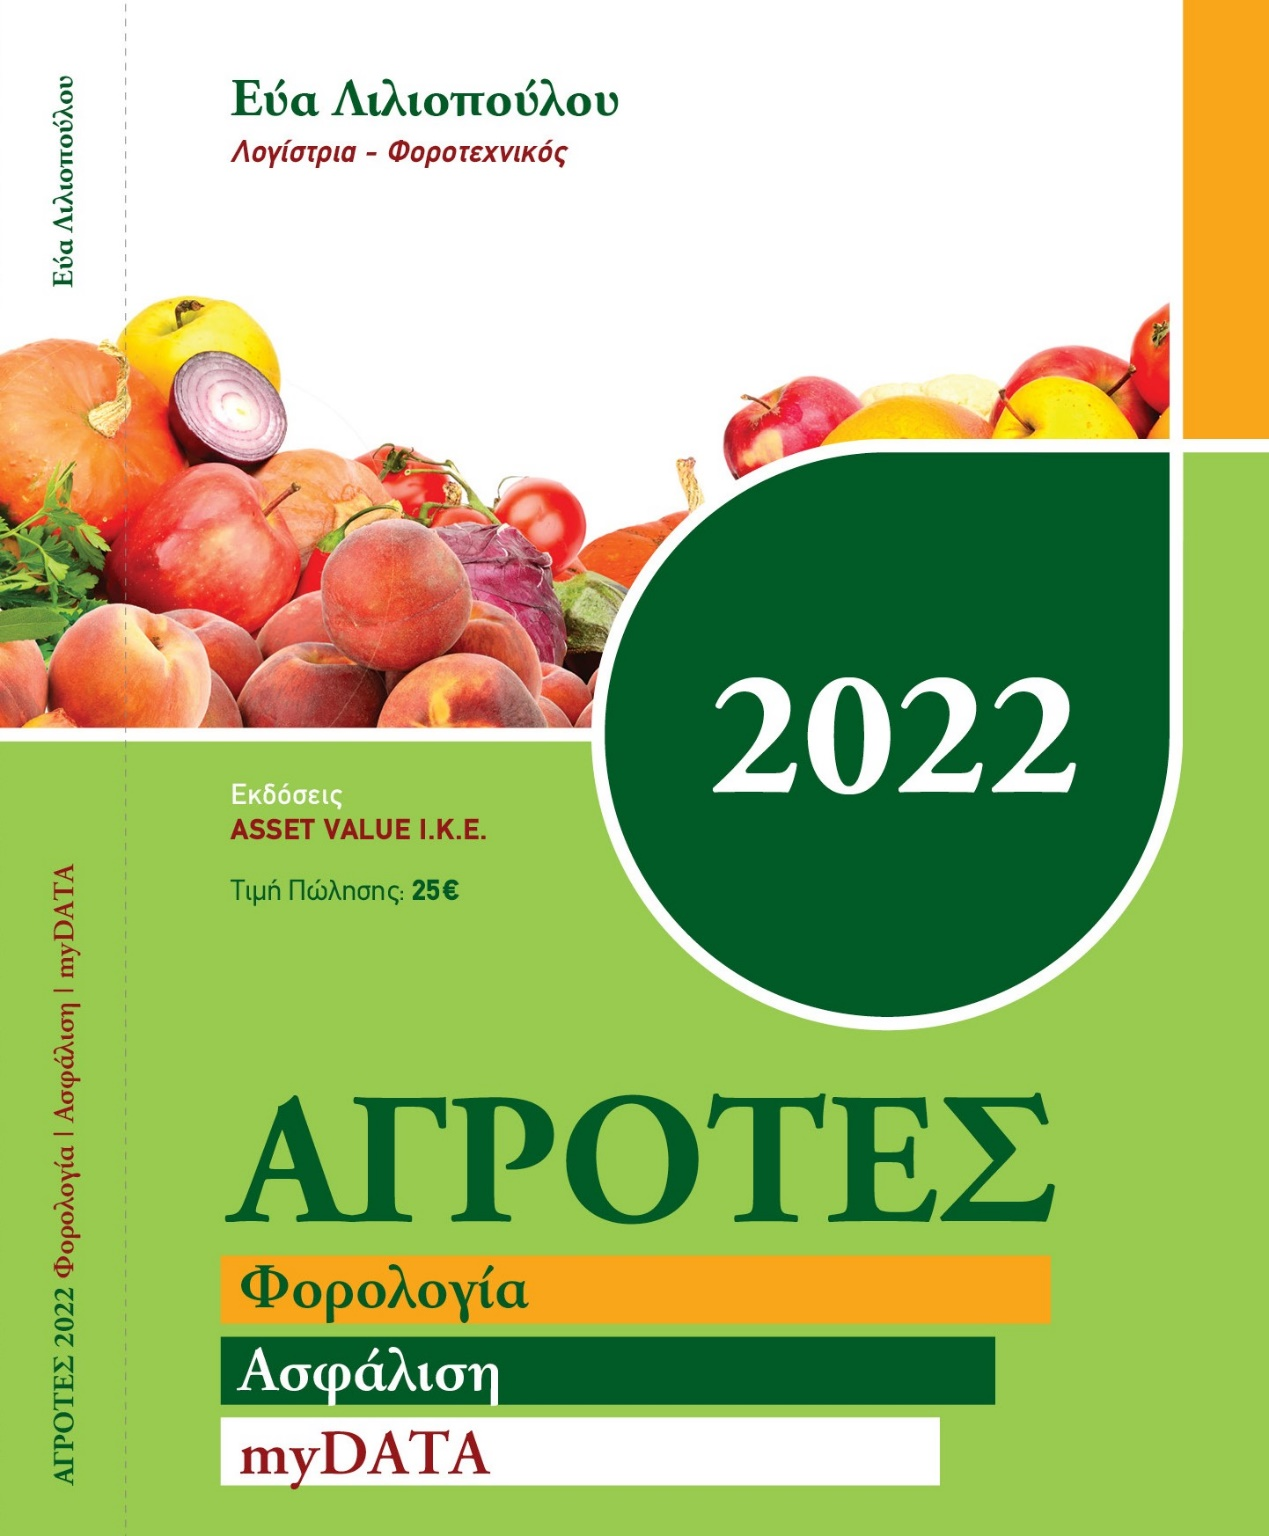 Εύα Λιλιοπούλου
Εύα Λιλιοπούλου
Λογίστρια - Φοροτεχνικός
2022
Εκδόσεις
ASSET VALUE Ι.Κ.Ε.
Τιμή Πώλησης: 25€
ΑΓΡΟΤΕΣ 2022 Φορολογία | Ασφάλιση | myDATA
ΑΓΡΟΤΕΣ
Φορολογία
Ασφάλιση
myDATA